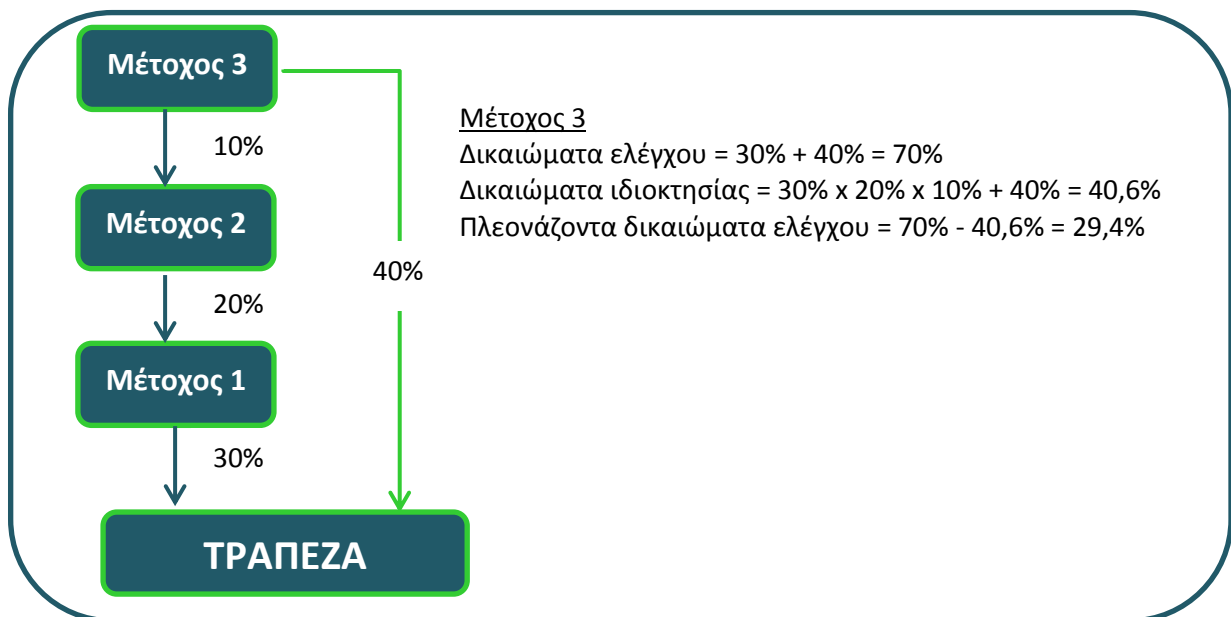 Μέτοχος 3
10%
Μέτοχος 2
20%
Μέτοχος 1
30%
ΤΡΑΠΕΖΑ
40%
Μέτοχος 3
Δικαιώματα ελέγχου = 30% + 40% = 70%
Δικαιώματα ιδιοκτησίας = 30% x 20% x 10% + 40% = 40,6%
Πλεονάζοντα δικαιώματα ελέγχου = 70% - 40,6% = 29,4%